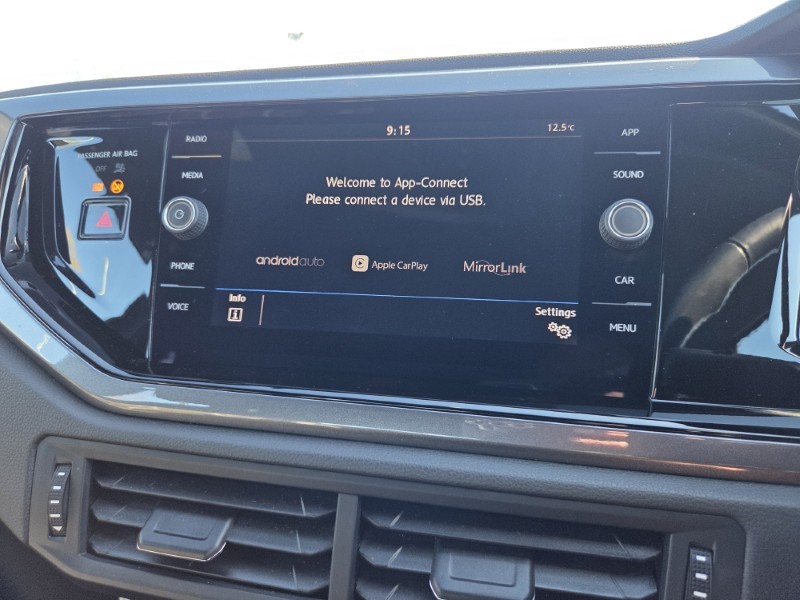 PASSENGER AIR BAG
OFF
RADIO
MEDIA
PHONE
VOICE
9:15
12.5°C
Welcome to App-Connect
Please connect a device via USB.
androidauto
Apple CarPlay
MirrorLink
Info
Settings
APP
SOUND
CAR
MENU